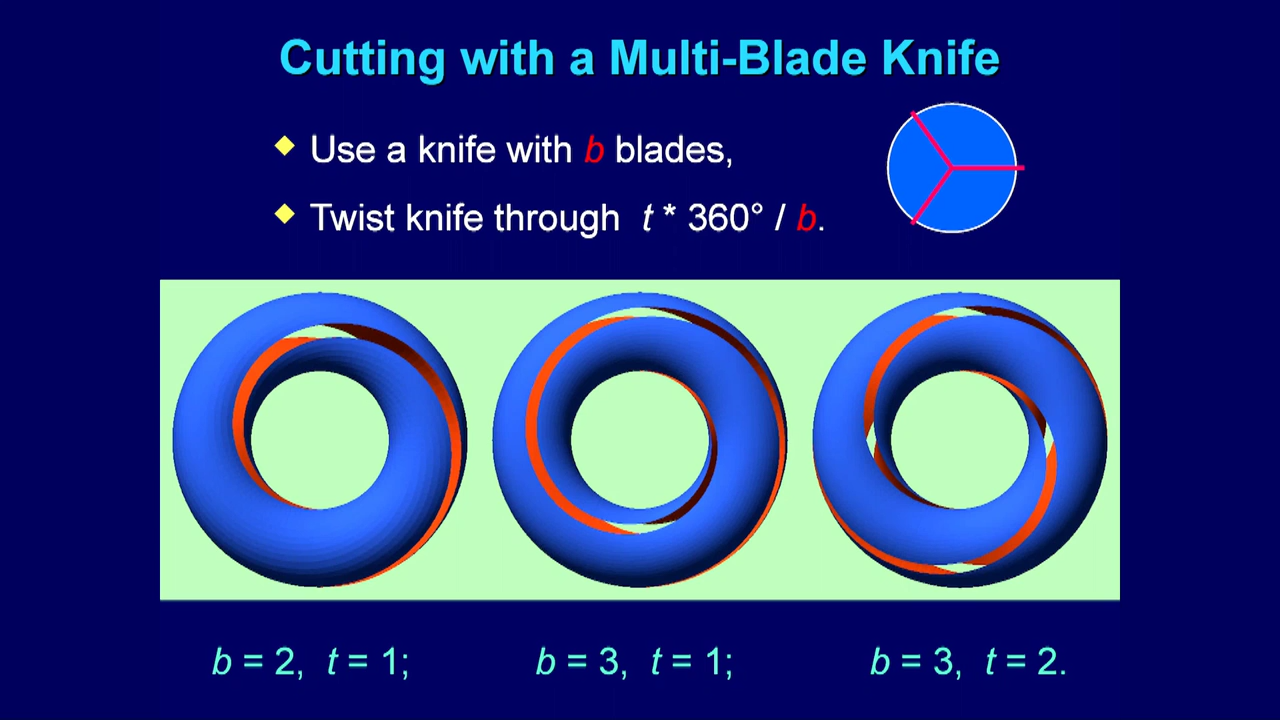 Cutting with a Multi-Blade Knife
Use a knife with b blades,
Twist knife through t * 360° / b.
b = 2, t = 1;
b = 3, t = 1;
b = 3, t = 2.